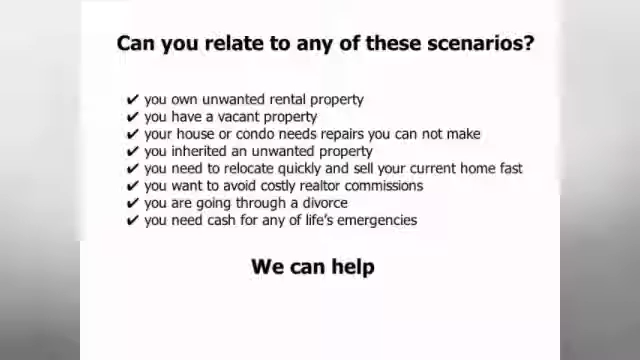 Can you relate to any of these scenarios?
✔ you own unwanted rental property
✔ you have a vacant property
✔ your house or condo needs repairs you can not make
✔ you inherited an unwanted property
✔ you need to relocate quickly and sell your current home fast
✔ you want to avoid costly realtor commissions
✔ you are going through a divorce
✔ you need cash for any of life's emergencies
We can help